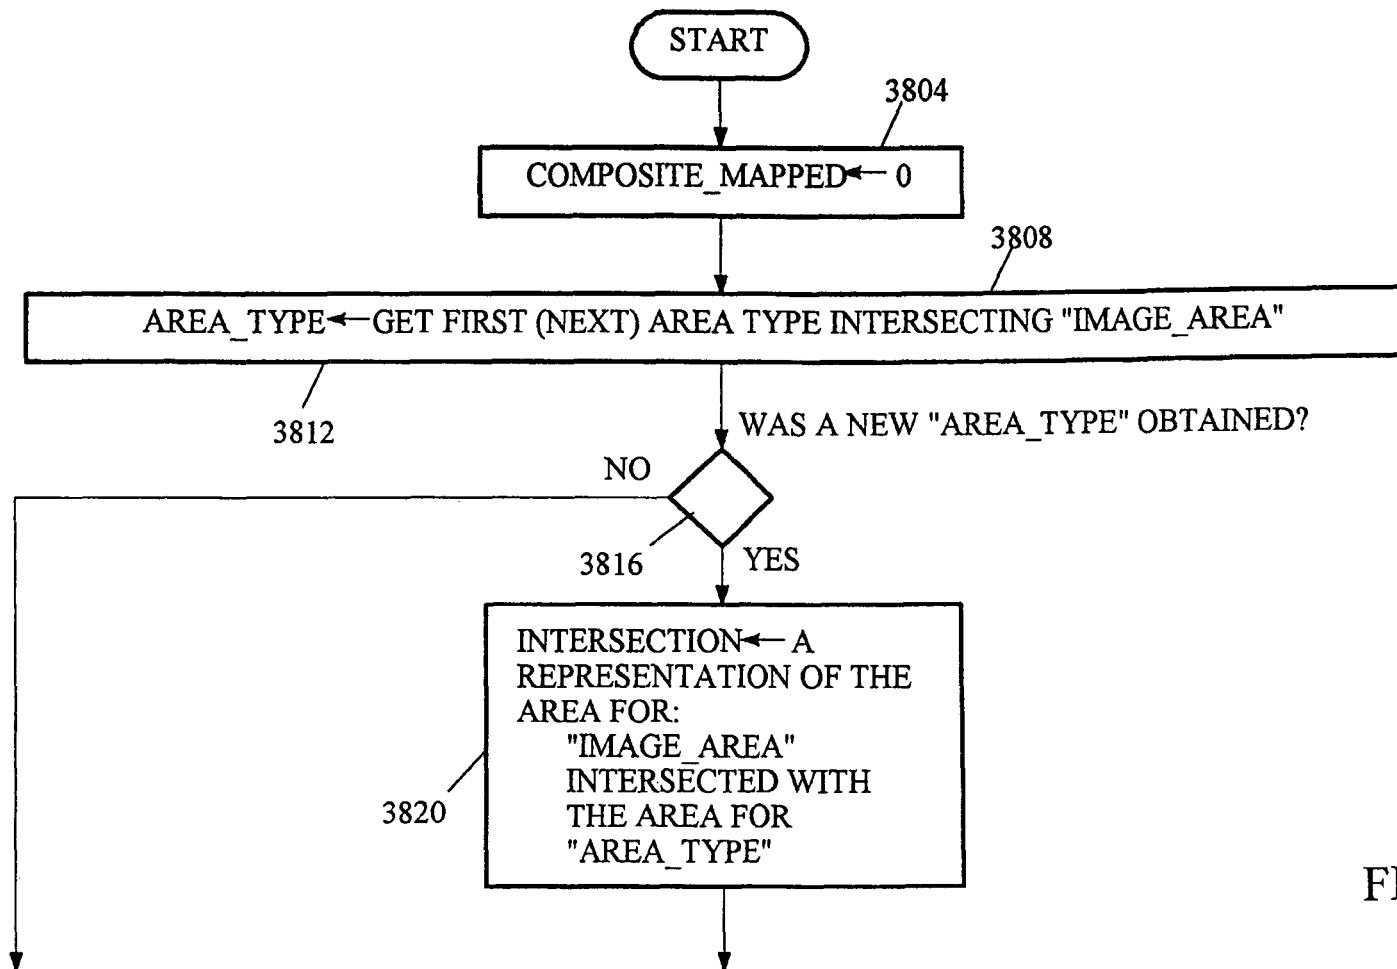 START
3804
COMPOSITE_MAPPED ← 0
3808
AREA_TYPE ← GET FIRST (NEXT) AREA TYPE INTERSECTING "IMAGE_AREA"
3812
WAS A NEW "AREA_TYPE" OBTAINED?
NO
3816
YES
INTERSECTION ← A
REPRESENTATION OF THE
AREA FOR:
"IMAGE_AREA"
INTERSECTED WITH
THE AREA FOR
"AREA_TYPE"
3820